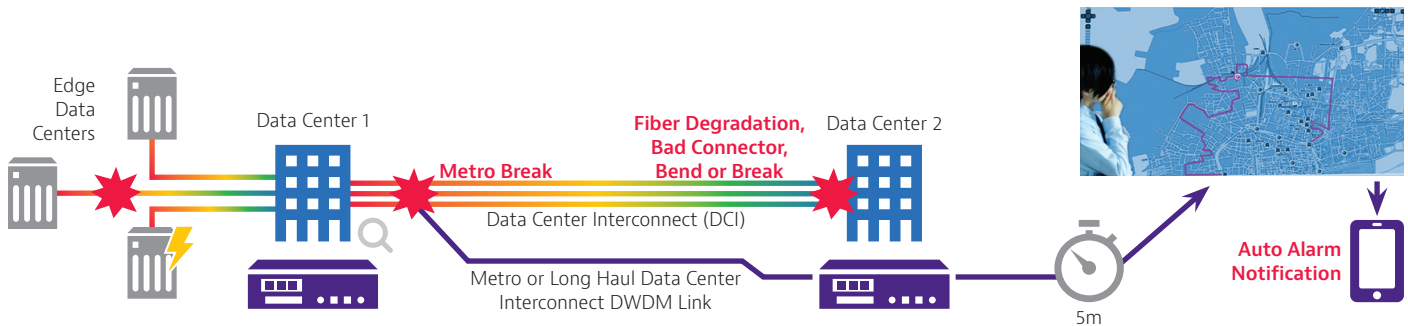 Edge
Data
Centers
Data Center 1
Metro Break
Fiber Degradation,
Bad Connector,
Bend or Break
Data Center 2
Data Center Interconnect (DCI)
Metro or Long Haul Data Center
Interconnect DWDM Link
5m
Auto Alarm
Notification